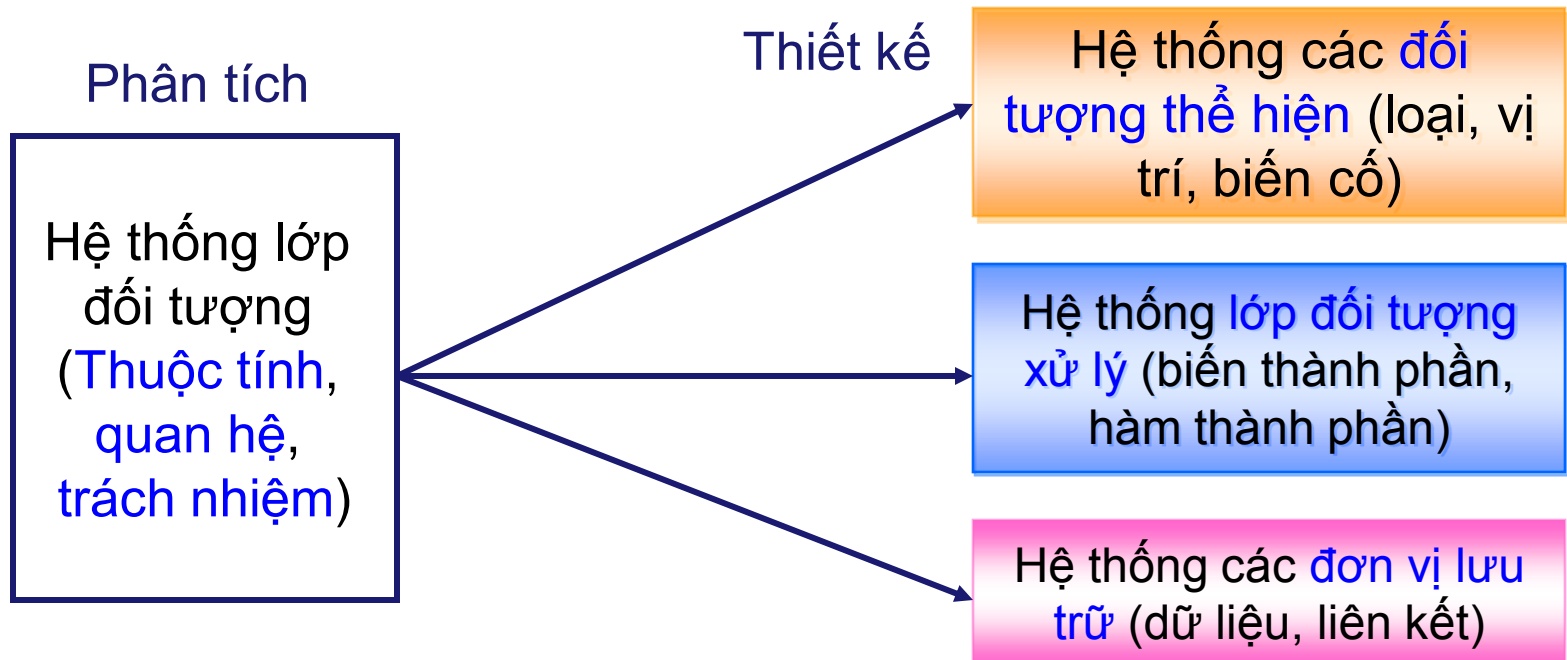 Phân tích
Hệ thống lớp
đối tượng
(Thuộc tính,
quan hệ,
trách nhiệm)
Thiết kế
Hệ thống các đối
tượng thể hiện (loại, vị
trí, biến cố)
Hệ thống lớp đối tượng
xử lý (biến thành phần,
hàm thành phần)
Hệ thống các đơn vị lưu
trữ (dữ liệu, liên kết)